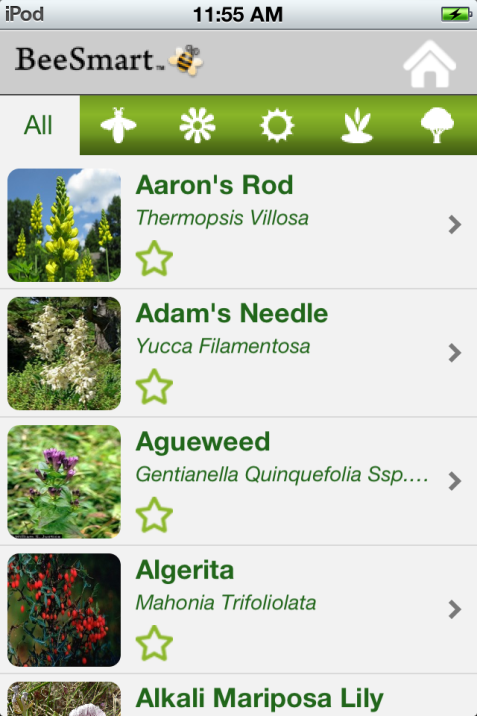 iPod 11:55 AM
BeeSmart™
All
Aaron's Rod
Thermopsis Villosa
Adam's Needle
Yucca Filamentosa
Agueweed
Gentianella Quinquefolia Ssp....
Algerita
Mahonia Trifoliolata
Alkali Mariposa Lily